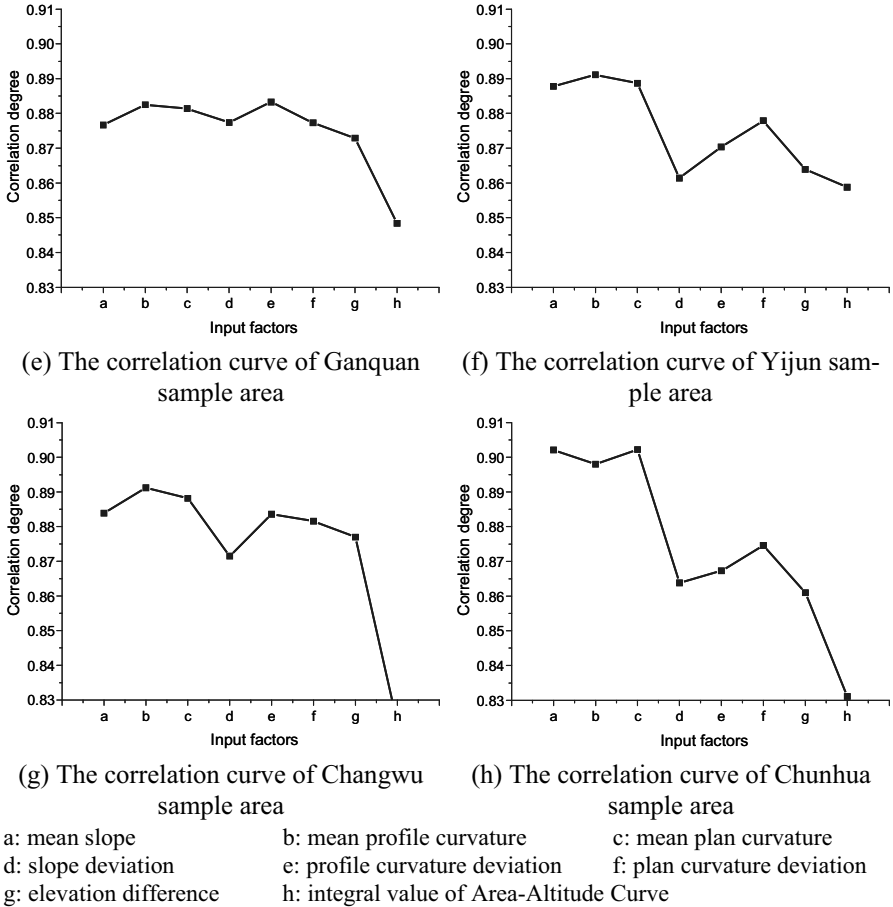 0.91
0.90
0.89
0.88
0.87
0.86
0.85
0.84
0.83
Correlation degree
a b c d e f g h
Input factors
(e) The correlation curve of Ganquan
sample area
0.91
0.90
0.89
0.88
0.87
0.86
0.85
0.84
0.83
Correlation degree
a b c d e f g h
Input factors
(f) The correlation curve of Yijun sam-
ple area
0.91
0.90
0.89
0.88
0.87
0.86
0.85
0.84
0.83
Correlation degree
a b c d e f g h
Input factors
(g) The correlation curve of Changwu
sample area
0.91
0.90
0.89
0.88
0.87
0.86
0.85
0.84
0.83
Correlation degree
a b c d e f g h
Input factors
(h) The correlation curve of Chunhua
sample area
a: mean slope b: mean profile curvature c: mean plan curvature
d: slope deviation e: profile curvature deviation f: plan curvature deviation
g: elevation difference h: integral value of Area-Altitude Curve